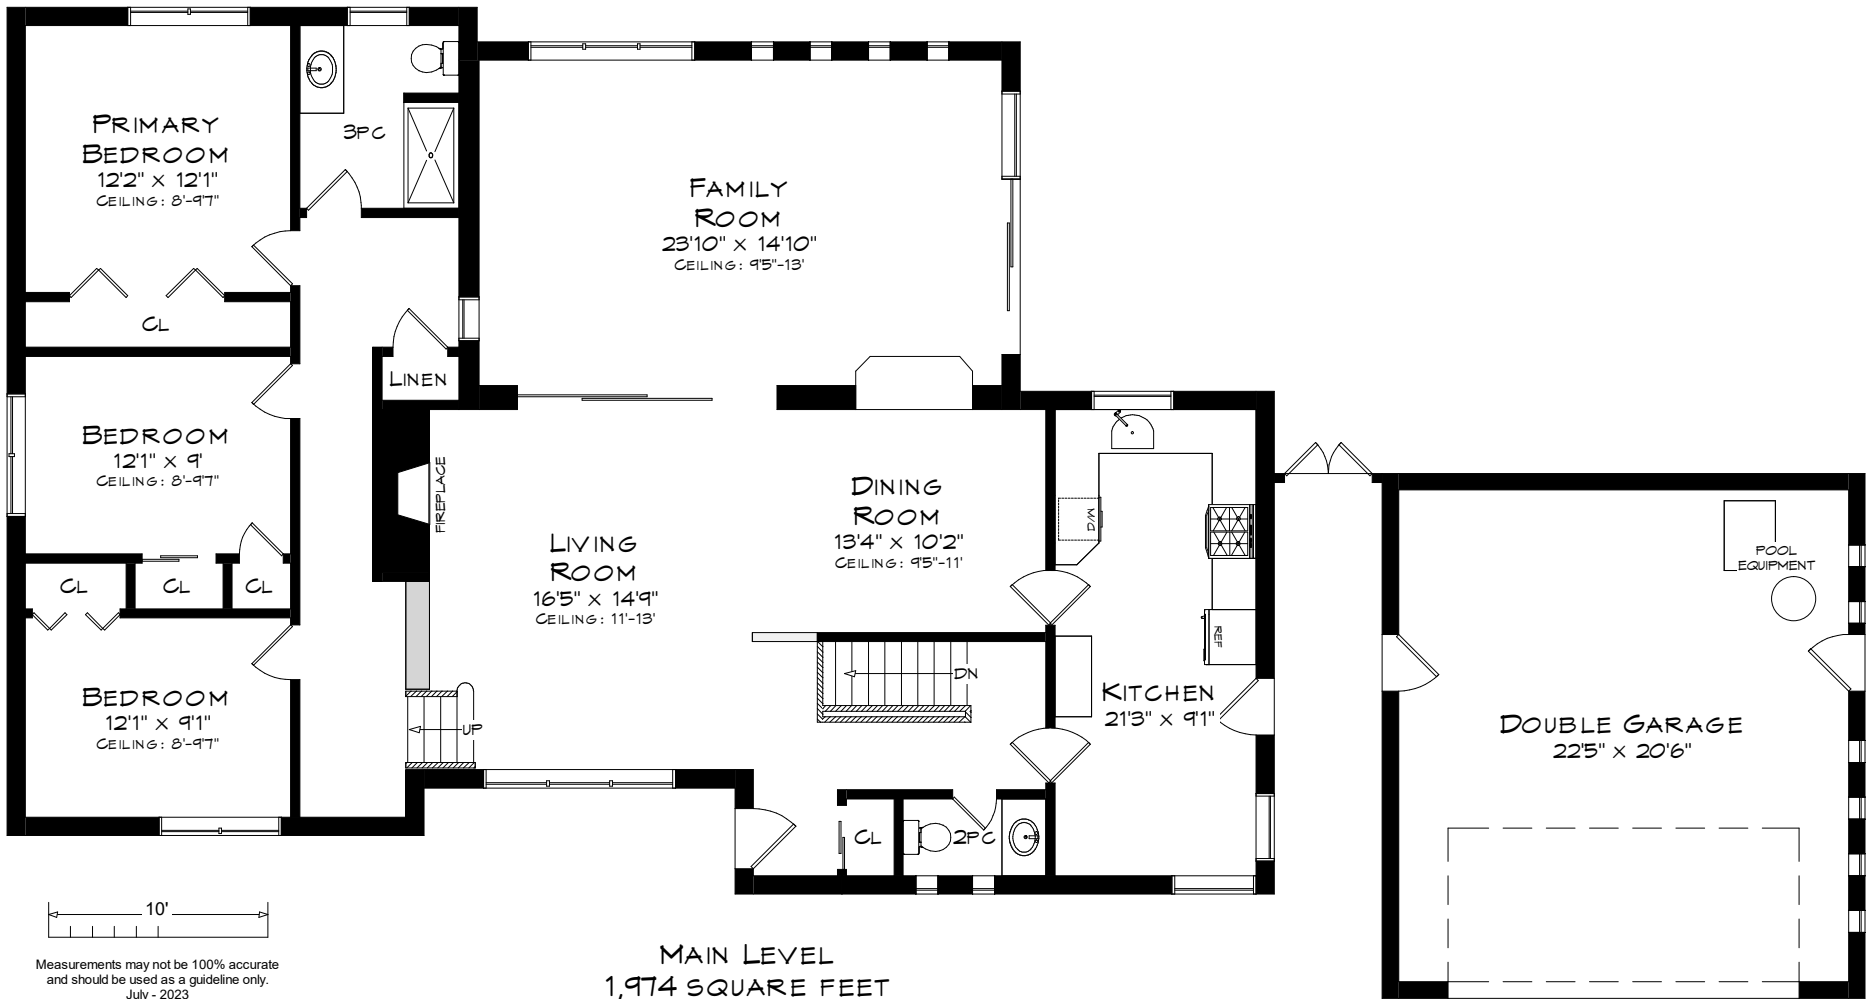 PRIMARY
BEDROOM
12'2" X 12'1"
CEILING: 8'-9'7"
3PC
FAMILY
ROOM
23'10" X 14'10"
CEILING: 9'5"-13'
CL
LINEN
BEDROOM
12'1" X 9'
CEILING: 8'-9'7"
FIREPLACE
CL
CL
CL
LIVING
ROOM
16'5" X 14'9"
CEILING: 11'-13'
DINING
ROOM
13'4" X 10'2"
CEILING: 9'5"-11'
D/W
REF
POOL
EQUIPMENT
BEDROOM
12'1" X 9'1"
CEILING: 8'-9'7"
UP
DN
KITCHEN
21'3" X 9'1"
DOUBLE GARAGE
22'5" X 20'6"
CL
2PC
10'
Measurements may not be 100% accurate
and should be used as a guideline only.
July - 2023
MAIN LEVEL
1,974 SQUARE FEET